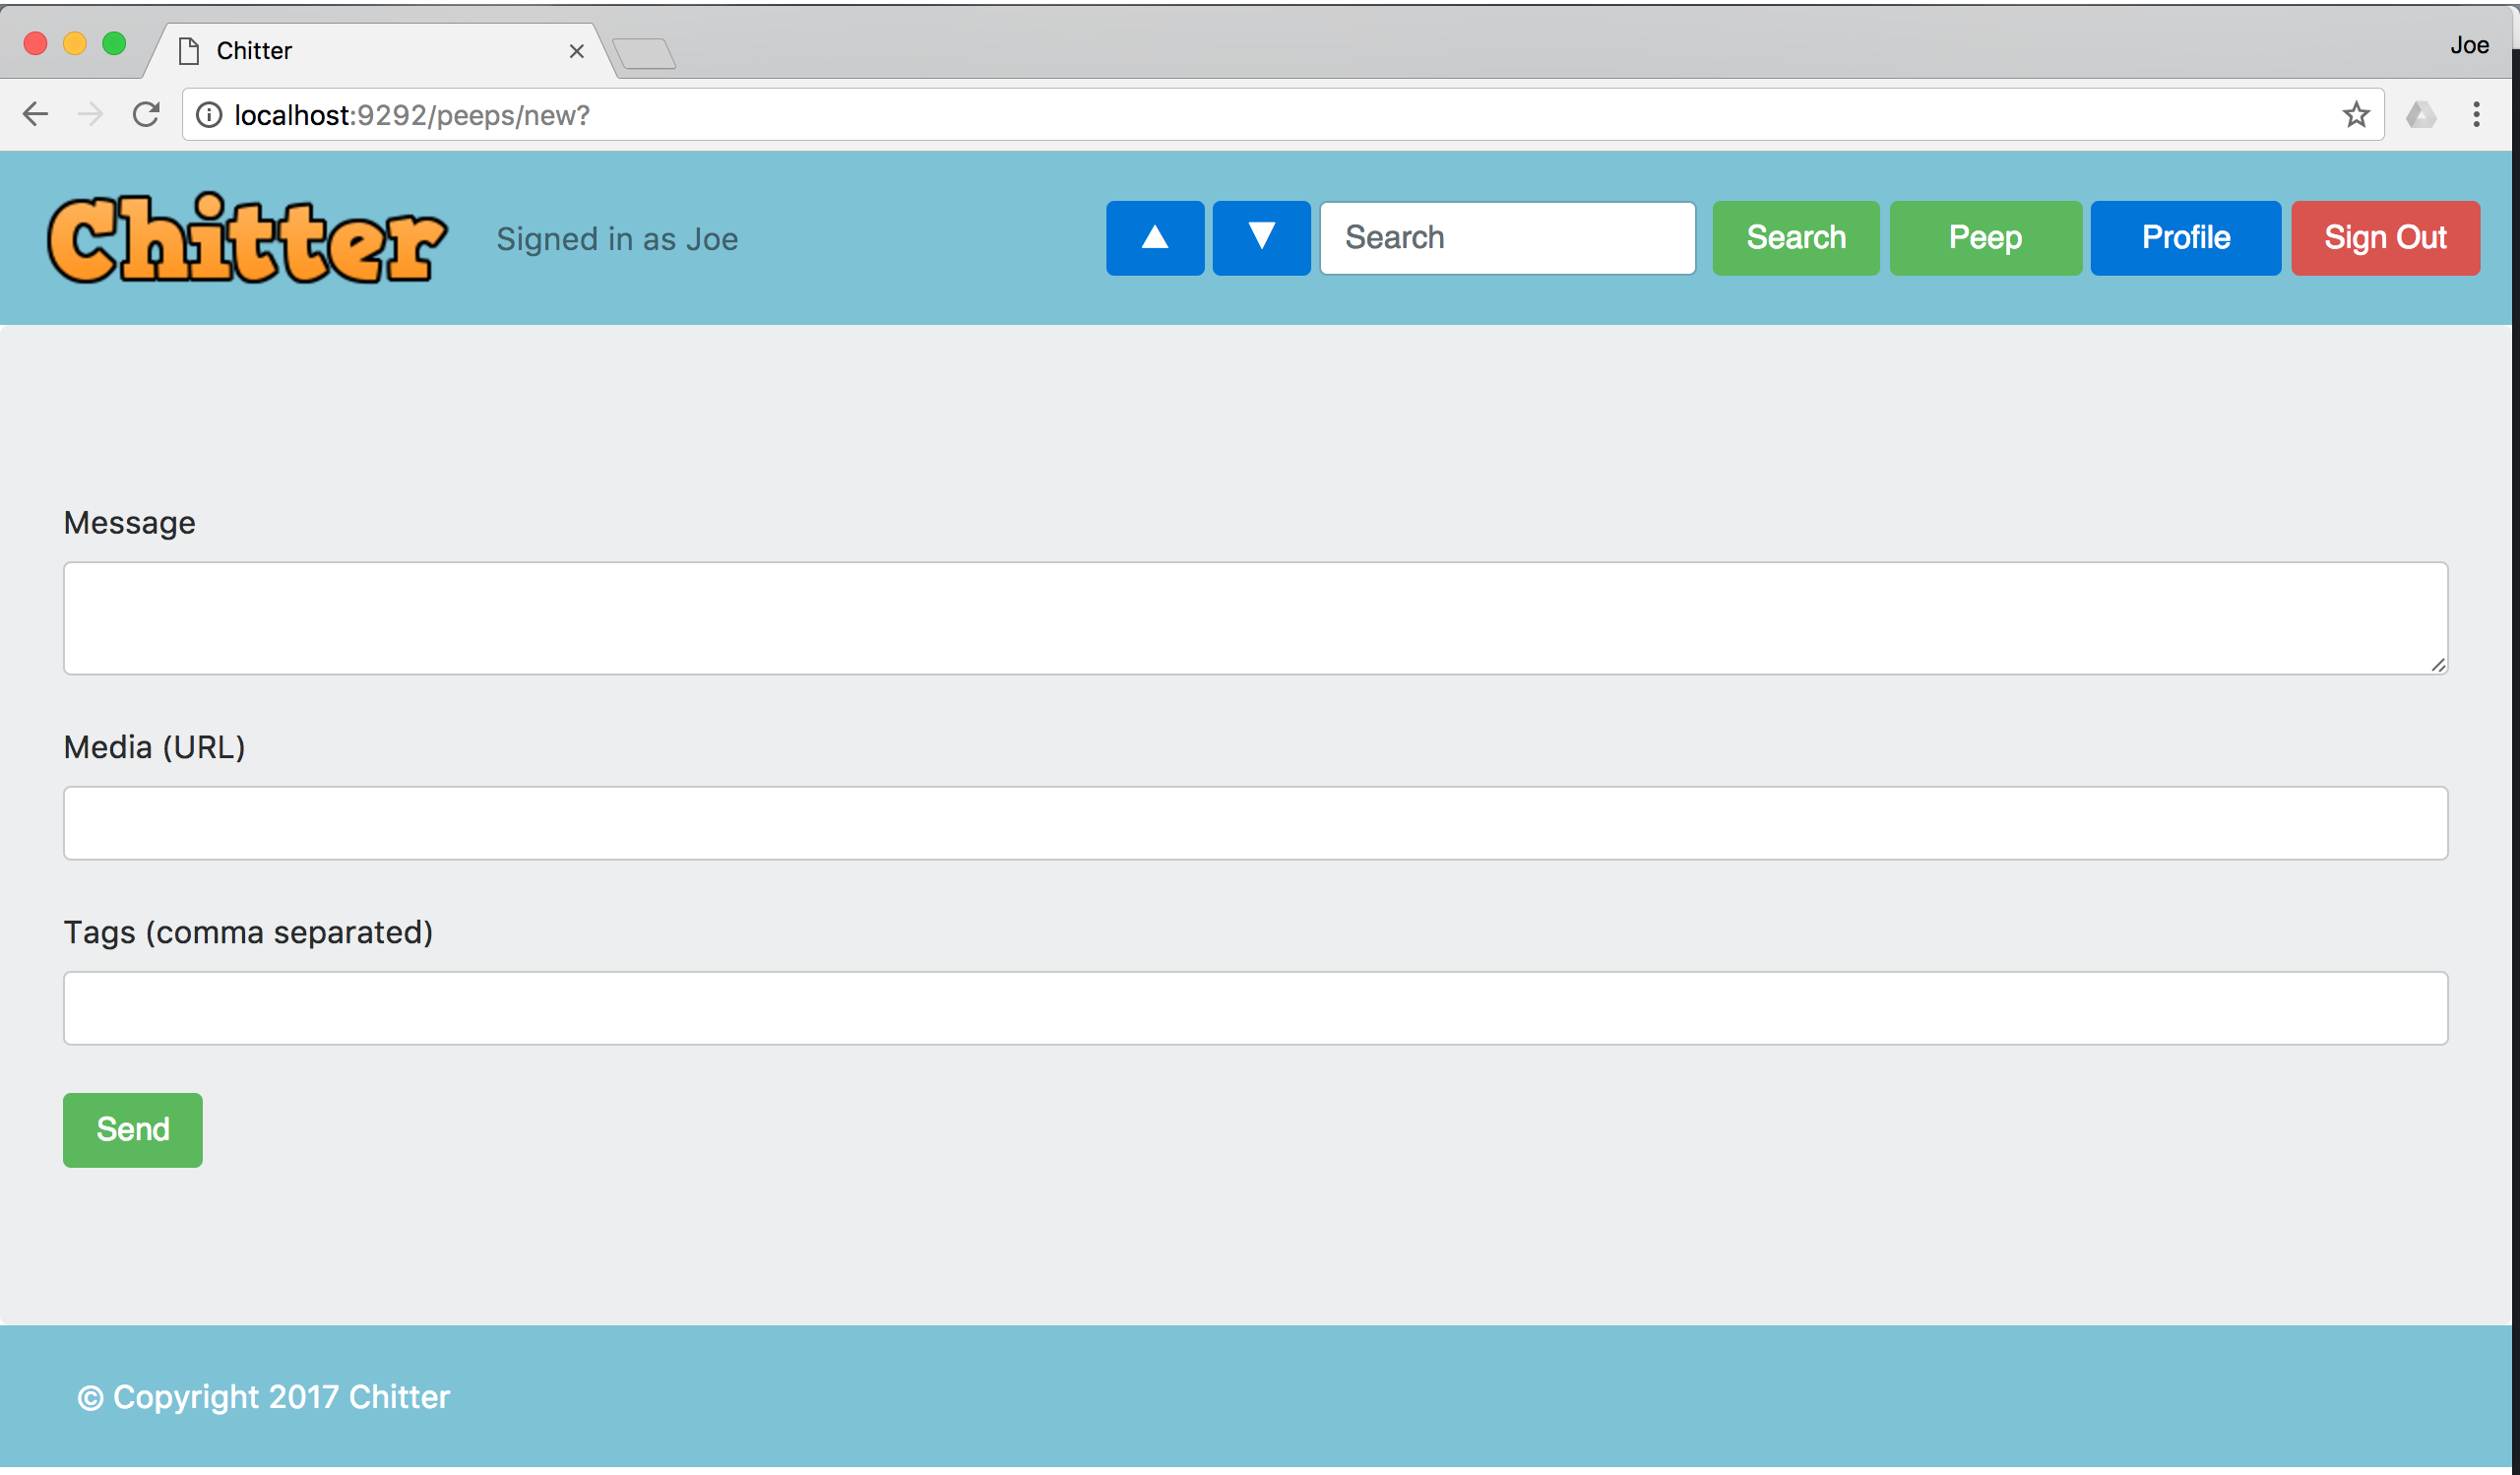 Chitter
Joe
localhost:9292/peeps/new?
Chitter
Signed in as Joe
▲ ▼ Search Search Peep Profile Sign Out
Message
Media (URL)
Tags (comma separated)
Send
© Copyright 2017 Chitter